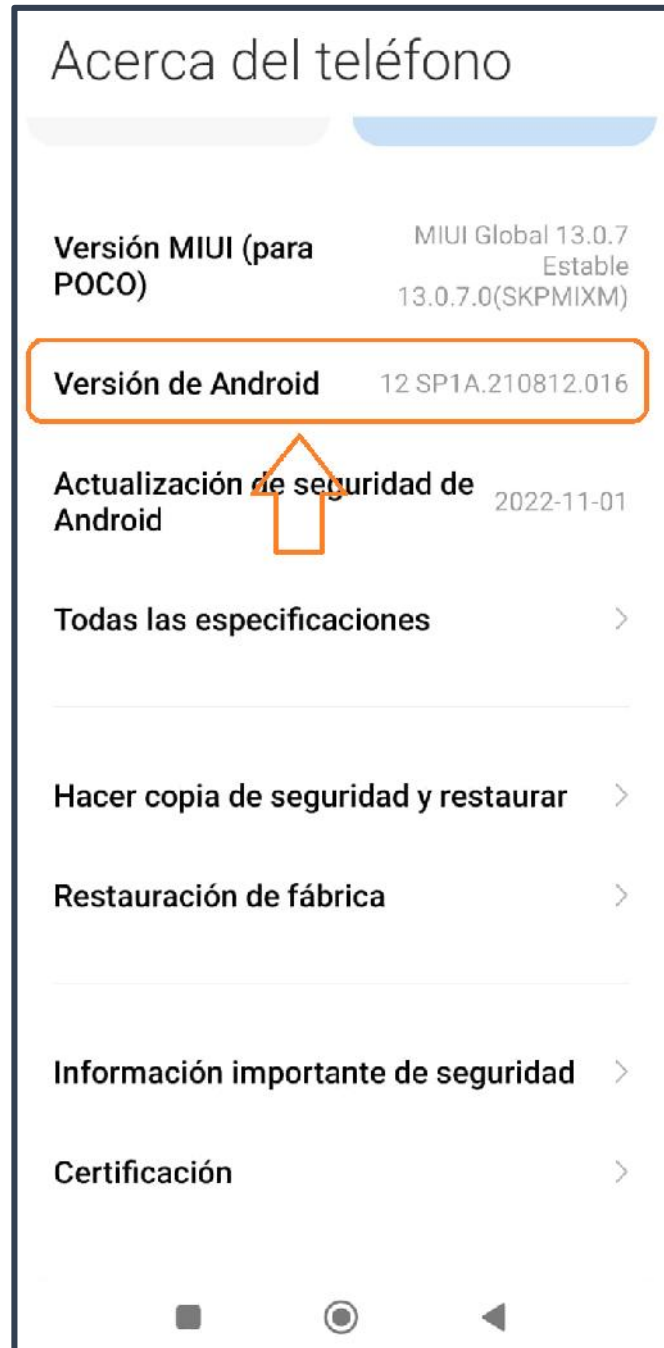 Acerca del teléfono
Versión MIUI (para
POCO)
MIUI Global 13.0.7
Estable
13.0.7.0(SKPMIXM)
Versión de Android
12 SP1A.210812.016
Actualización de seguridad de
Android
2022-11-01
Todas las especificaciones
Hacer copia de seguridad y restaurar
Restauración de fábrica
Información importante de seguridad
Certificación